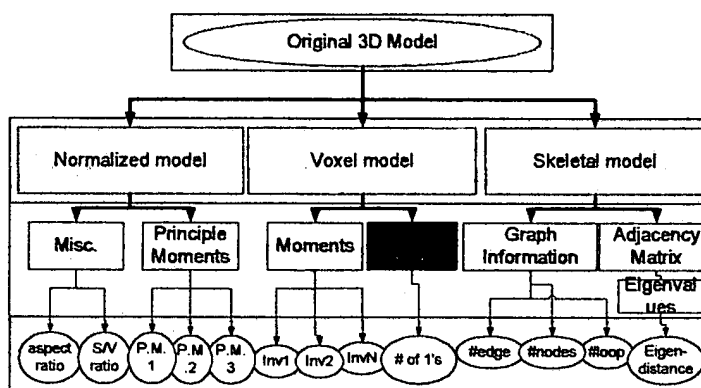 Original 3D Model
Normalized model
Voxel model
Skeletal model
Misc.
Principle
Moments
Moments
Graph
Information
Adjacency
Matrix
Eigenval
ues
aspect
ratio
S/V
ratio
P.M.
1
P.M.
.2
P.M.
3
Inv1
Inv2
InvN
# of 1's
#edge
#nodes
#loop
Eigen-
distance